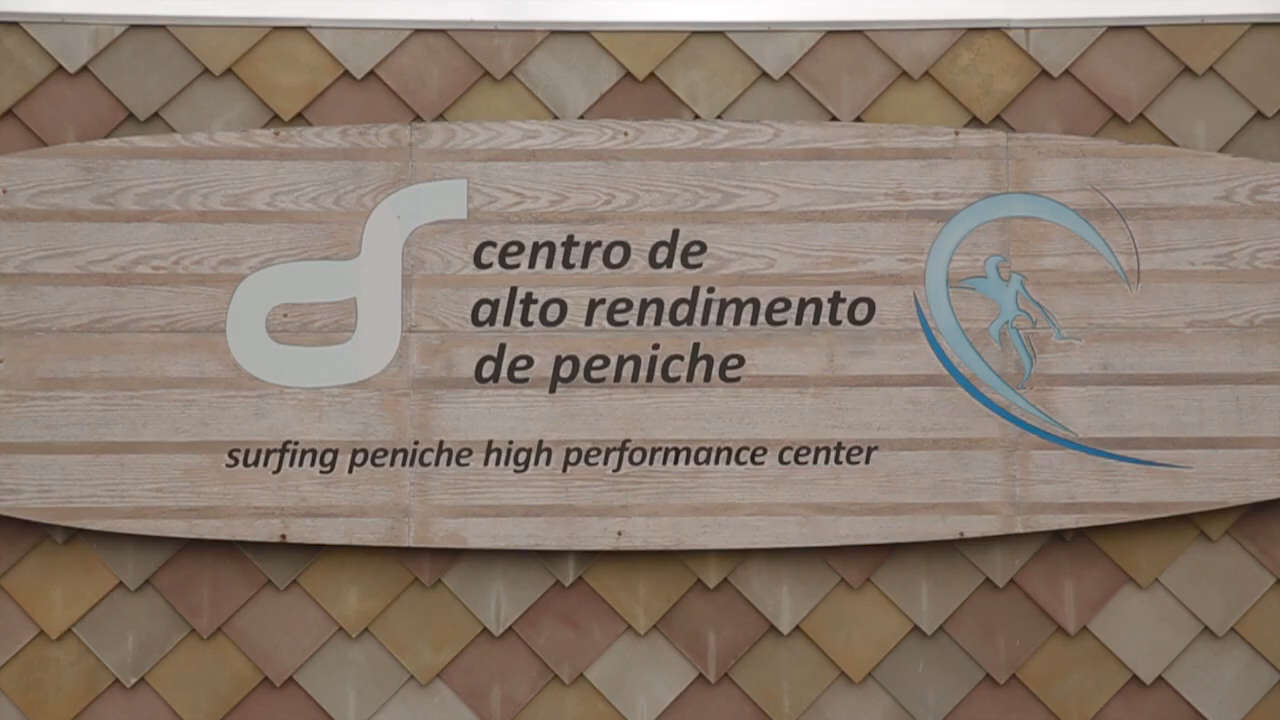 centro de
alto rendimento
de peniche
surfing peniche high performance center